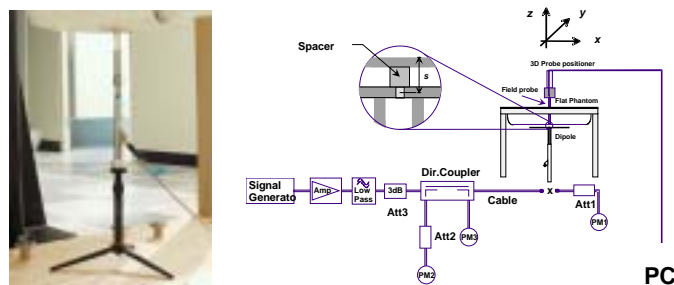 z
y
x
Spacer
s
3D Probe positioner
Field probe
Flat Phantom
Dipole
Dir.Coupler
Signal
Generato
Amp
Low
Pass
3dB
Att3
Cable
x
Att1
PM1
Att2
PM3
PM2
PC